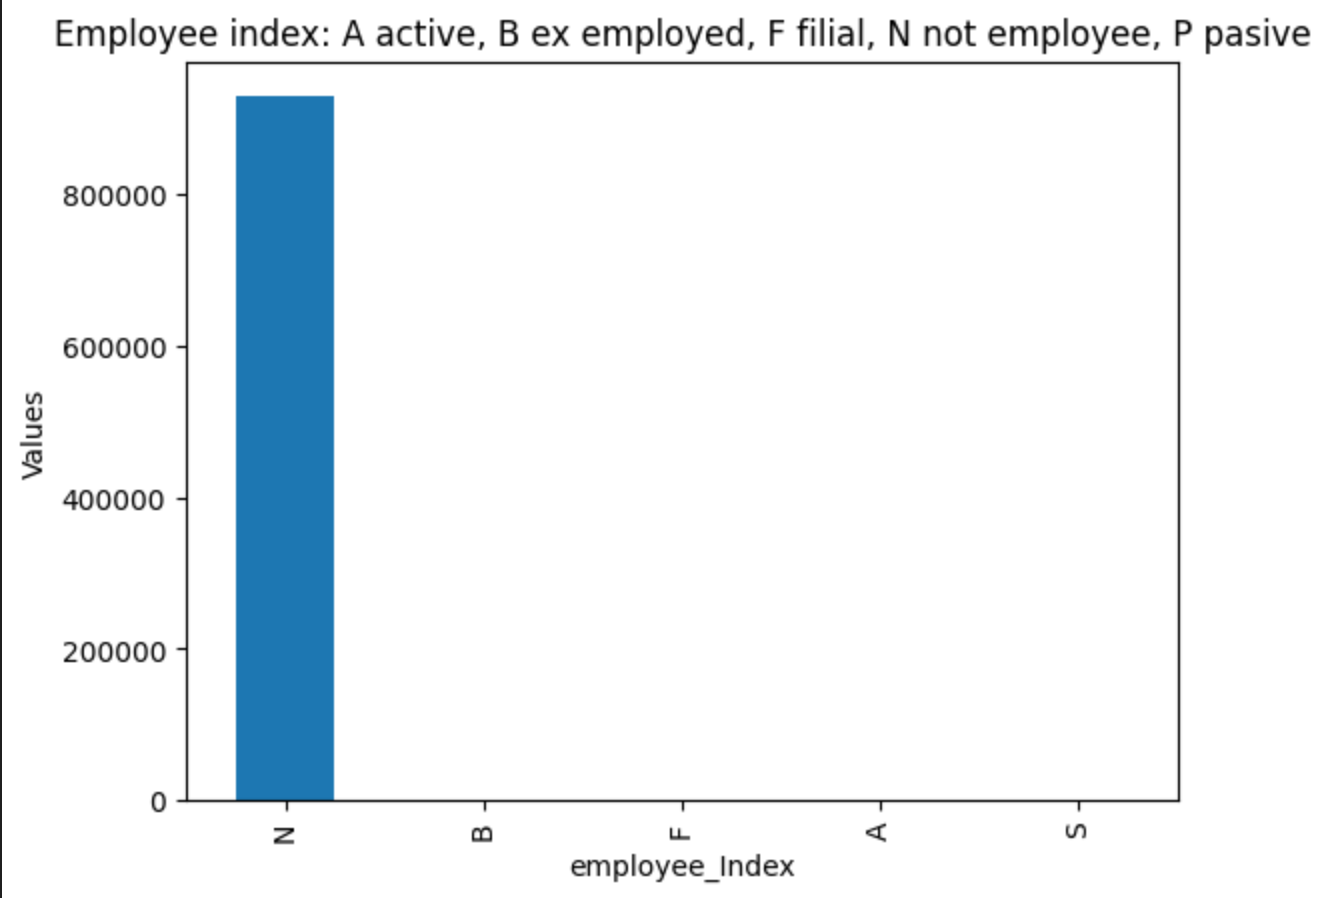 Employee index: A active, B ex employed, F filial, N not employee, P pasive
Values
800000
600000
400000
200000
0
N
B
F
A
S
employee_Index